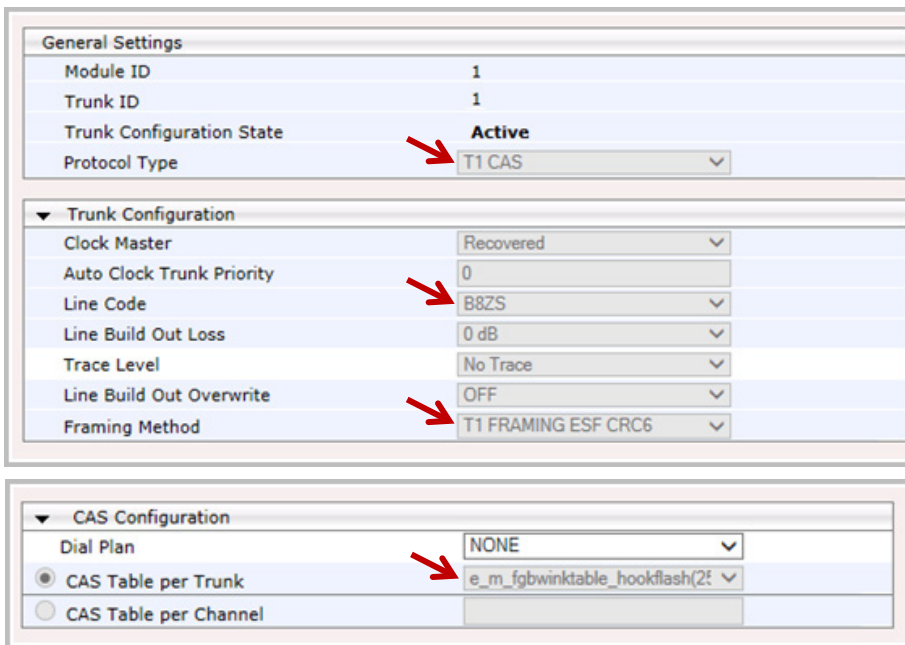 General Settings
Module ID 1
Trunk ID 1
Trunk Configuration State Active
Protocol Type T1 CAS
Trunk Configuration
Clock Master Recovered
Auto Clock Trunk Priority 0
Line Code B8ZS
Line Build Out Loss 0 dB
Trace Level No Trace
Line Build Out Overwrite OFF
Framing Method T1 FRAMING ESF CRC6
CAS Configuration
Dial Plan NONE
CAS Table per Trunk e_m_fgbwinktable_hookflash(25
CAS Table per Channel